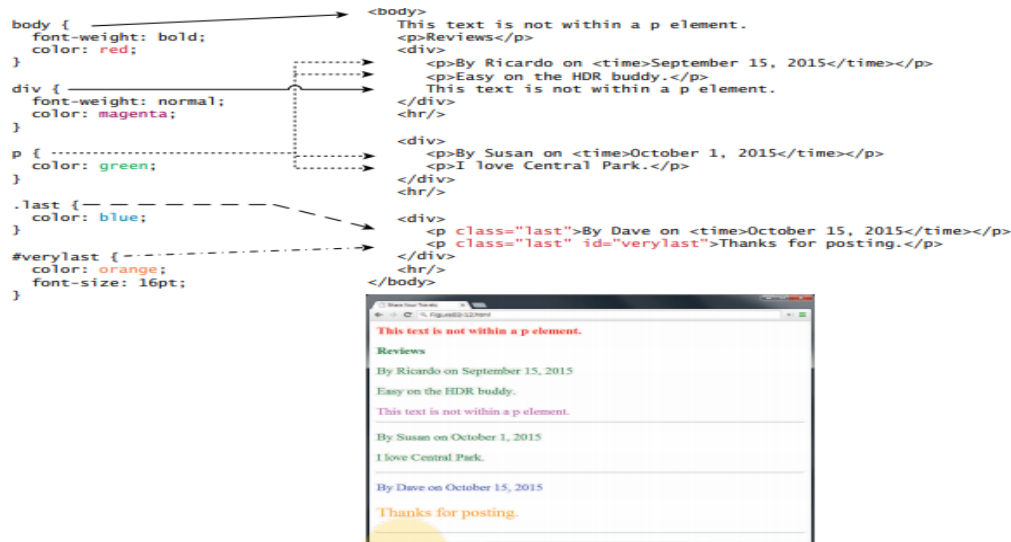 body {
font-weight: bold;
color: red;
}
div {
font-weight: normal;
color: magenta;
}
p {
color: green;
}
.last {
color: blue;
}
#verylast {
color: orange;
font-size: 16pt;
}
<body>
This text is not within a p element.
<p>Reviews</p>
<div>
<p>By Ricardo on <time>September 15, 2015</time></p>
<p>Easy on the HDR buddy.</p>
This text is not within a p element.
</div>
<hr/>
<div>
<p>By Susan on <time>October 1, 2015</time></p>
<p>I love Central Park.</p>
</div>
<hr/>
<div>
<p class="last">By Dave on <time>October 15, 2015</time></p>
<p class="last" id="verylast">Thanks for posting.</p>
</div>
<hr/>
</body>
Share Your Travels
Figure03-12.html
This text is not within a p element.
Reviews
By Ricardo on September 15, 2015
Easy on the HDR buddy.
This text is not within a p element.
By Susan on October 1, 2015
I love Central Park.
By Dave on October 15, 2015
Thanks for posting.